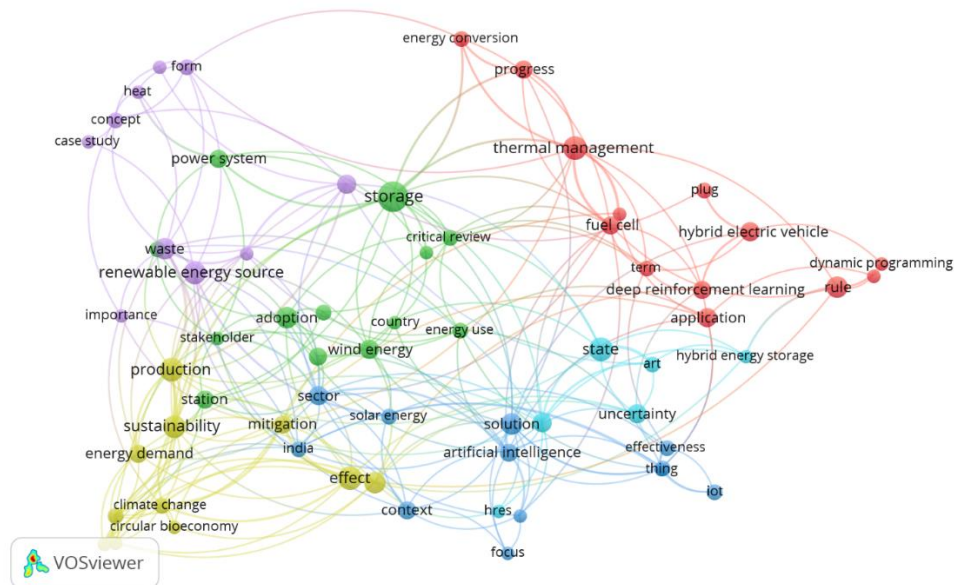 energy conversion
form
progress
heat
concept
case study
thermal management
power system
plug
storage
fuel cell
hybrid electric vehicle
critical review
waste
dynamic programming
renewable energy source
term
deep reinforcement learning
rule
importance
adoption
country
application
energy use
stakeholder
wind energy
state
art
hybrid energy storage
production
sector
station
solar energy
uncertainty
sustainability
mitigation
solution
india
artificial intelligence
effectiveness
energy demand
thing
effect
iot
climate change
context
hres
circular bioeconomy
focus
VOSviewer